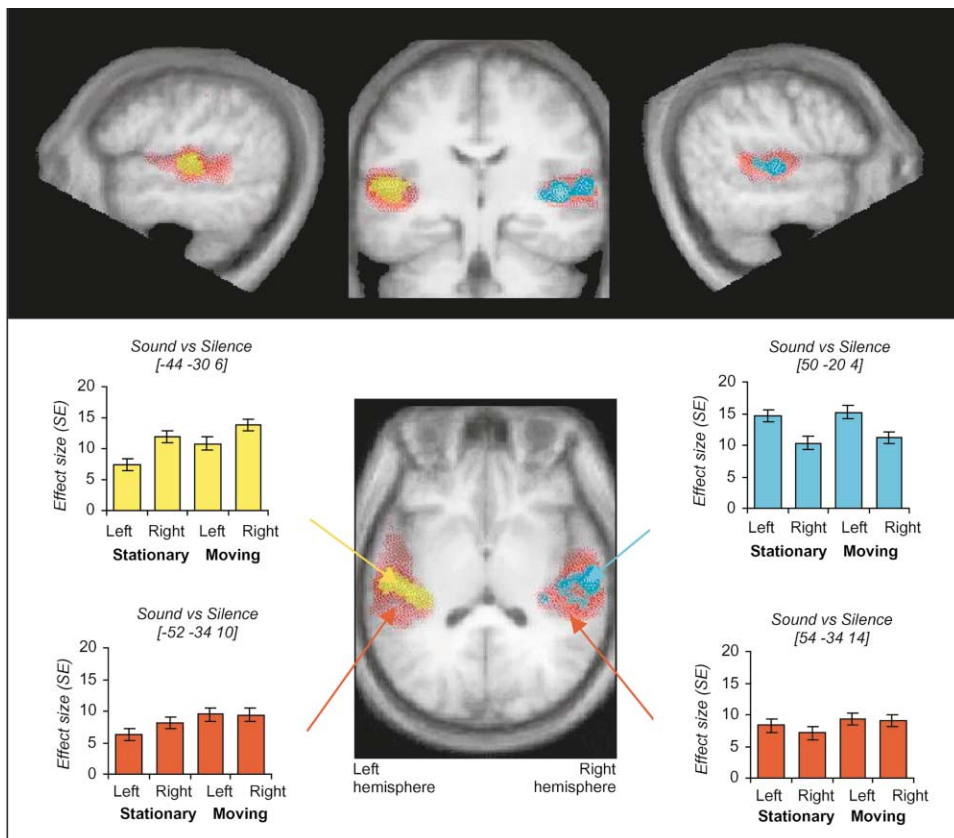 Sound vs Silence
[-44 -30 6]
Effect size (SE)
20
15
10
5
0
Left Right Left Right
Stationary Moving
Sound vs Silence
[50 -20 4]
Effect size (SE)
20
15
10
5
0
Left Right Left Right
Stationary Moving
Sound vs Silence
[-52 -34 10]
Effect size (SE)
20
15
10
5
0
Left Right Left Right
Stationary Moving
Left
hemisphere
Right
hemisphere
Sound vs Silence
[54 -34 14]
Effect size (SE)
20
15
10
5
0
Left Right Left Right
Stationary Moving